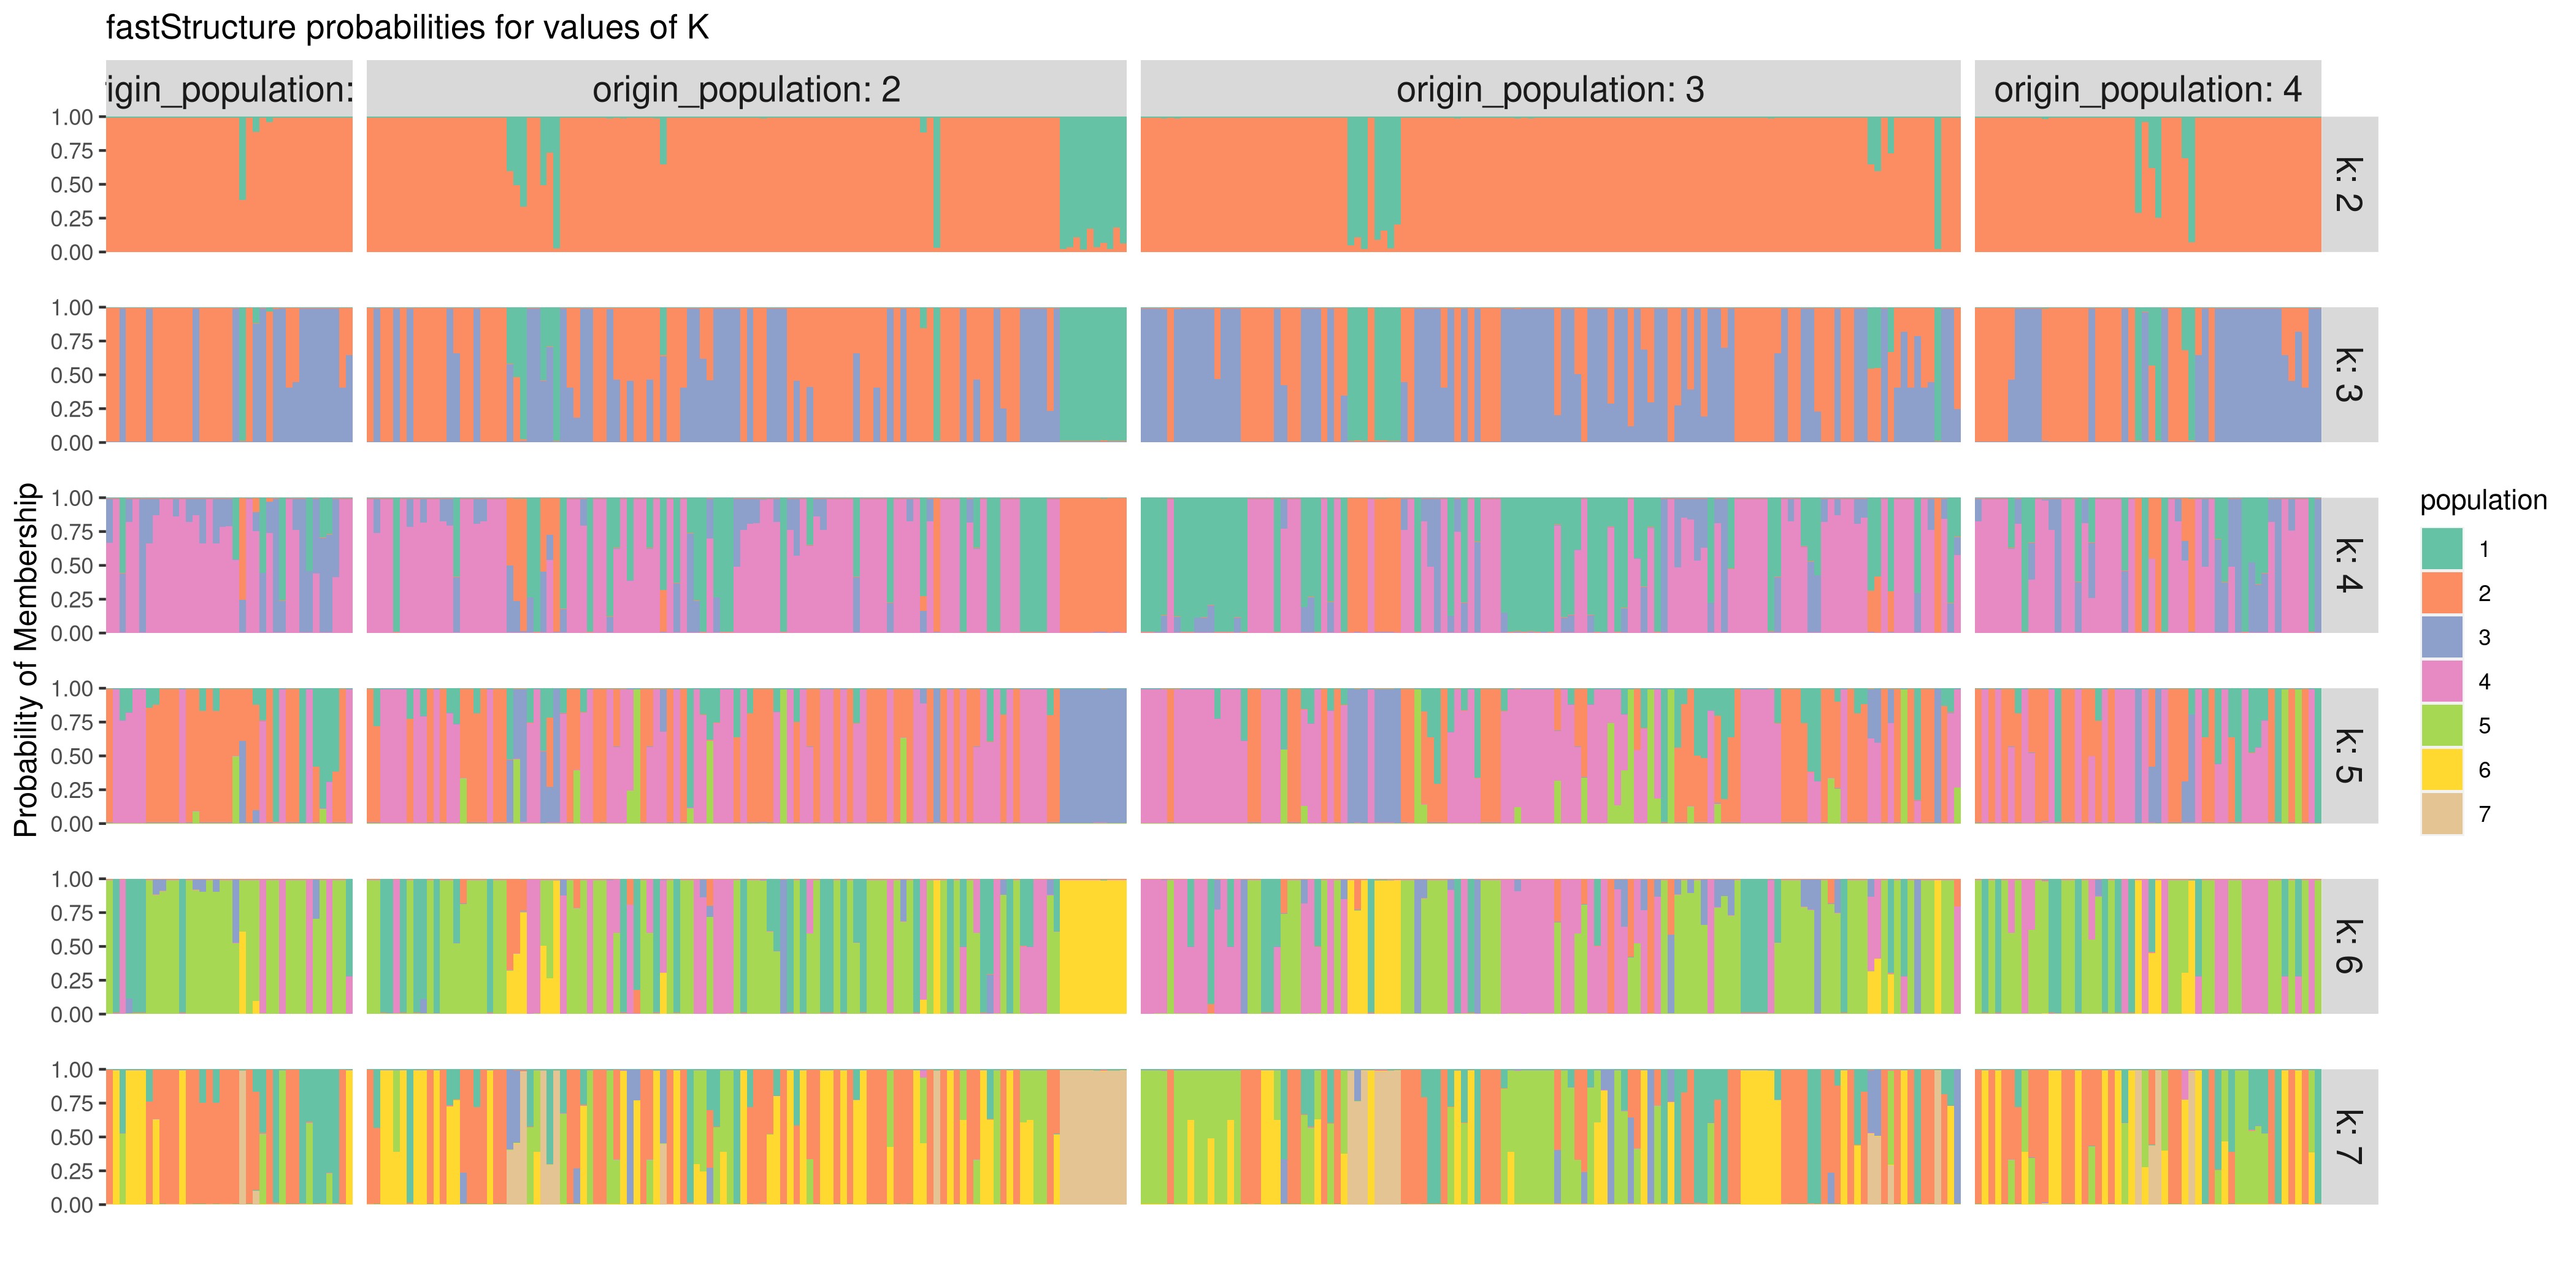 fastStructure probabilities for values of K
igin_population:
origin_population: 2
origin_population: 3
origin_population: 4
1.00
0.75
0.50
0.25
0.00
k: 2
1.00
0.75
0.50
0.25
0.00
k: 3
1.00
0.75
0.50
0.25
0.00
k: 4
1.00
0.75
0.50
0.25
0.00
k: 5
1.00
0.75
0.50
0.25
0.00
k: 6
1.00
0.75
0.50
0.25
0.00
k: 7
Probability of Membership
population
1
2
3
4
5
6
7